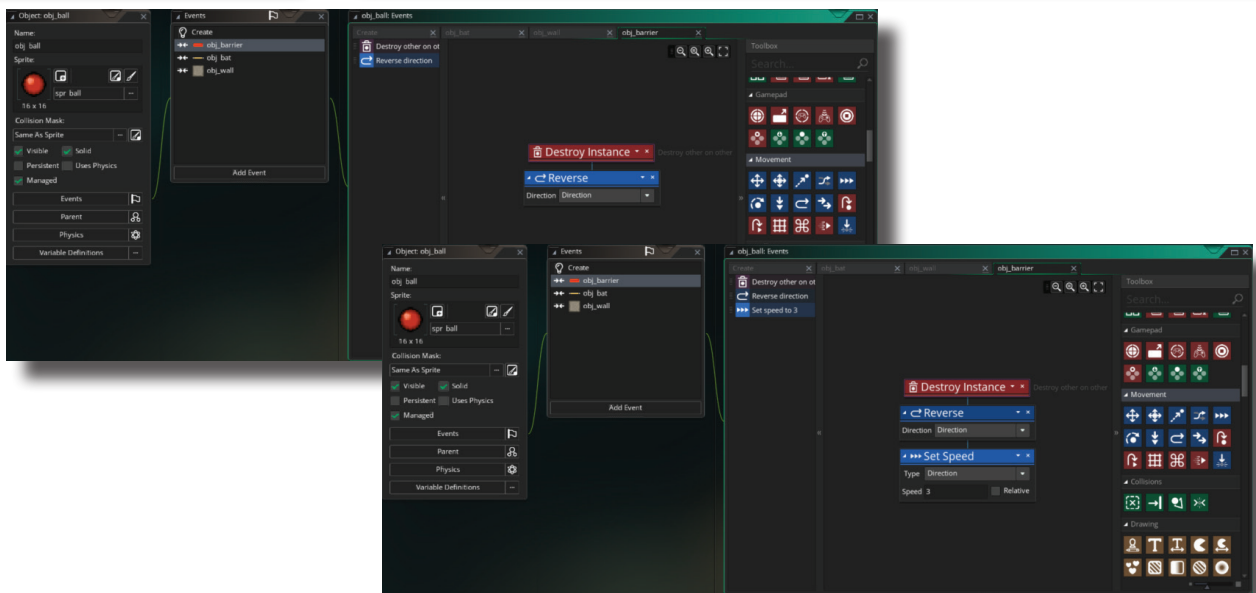 Object: obj_ball
Name:
obj_ball
Sprite:
spr_ball
16 x 16
Collision Mask:
Same As Sprite
Visible Solid
Persistent Uses Physics
Managed
Events
Parent
Physics
Variable Definitions
Events
Create
obj_barrier
obj_bat
obj_wall
Add Event
obj_ball: Events
Create obj_bat obj_wall obj_barrier
Destroy other on ot
Reverse direction
Destroy Instance Destroy other on other
Reverse
Direction Direction
Toolbox
Search...
Gamepad
Movement
Object: obj_ball
Name:
obj_ball
Sprite:
spr_ball
16 x 16
Collision Mask:
Same As Sprite
Visible Solid
Persistent Uses Physics
Managed
Events
Parent
Physics
Variable Definitions
Events
Create
obj_barrier
obj_bat
obj_wall
Add Event
obj_ball: Events
Create obj_bat obj_wall obj_barrier
Destroy other on ot
Reverse direction
Set speed to 3
Destroy Instance Destroy other on other
Reverse
Direction Direction
Set Speed
Type Direction
Speed 3 Relative
Toolbox
Search...
Gamepad
Movement
Collisions
Drawing